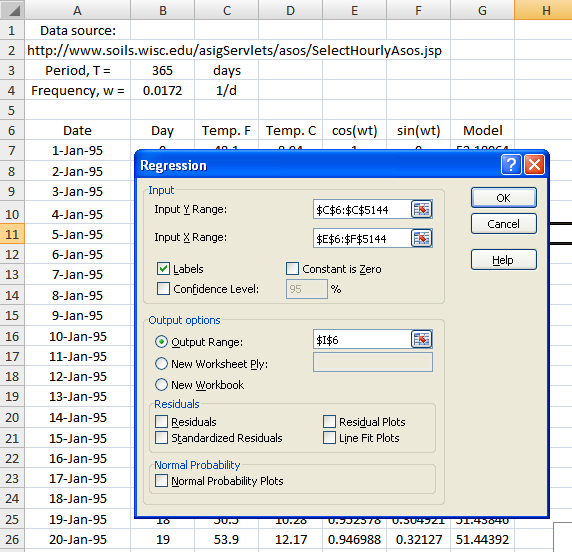 A B C D E F G H
1 Data source:
2 http://www.soils.wisc.edu/asigServlets/asos/SelectHourlyAsos.jsp
3 Period, T = 365 days
4 Frequency, w = 0.0172 1/d
5
6 Date Day Temp. F Temp. C cos(wt) sin(wt) Model
7 1-Jan-95
8 2-Jan-95
9 3-Jan-95
10 4-Jan-95
11 5-Jan-95
12 6-Jan-95
13 7-Jan-95
14 8-Jan-95
15 9-Jan-95
16 10-Jan-95
17 11-Jan-95
18 12-Jan-95
19 13-Jan-95
20 14-Jan-95
21 15-Jan-95
22 16-Jan-95
23 17-Jan-95
24 18-Jan-95
25 19-Jan-95 18 50.5 10.28 0.952378 0.304921 51.43846
26 20-Jan-95 19 53.9 12.17 0.946988 0.32127 51.44392
Regression
Input
Input Y Range: $C$6:$C$5144
Input X Range: $E$6:$F$5144
Labels Constant is Zero
Confidence Level: 95 %
OK
Cancel
Help
Output options
Output Range: $I$6
New Worksheet Ply:
New Workbook
Residuals
Residuals Residual Plots
Standardized Residuals Line Fit Plots
Normal Probability
Normal Probability Plots